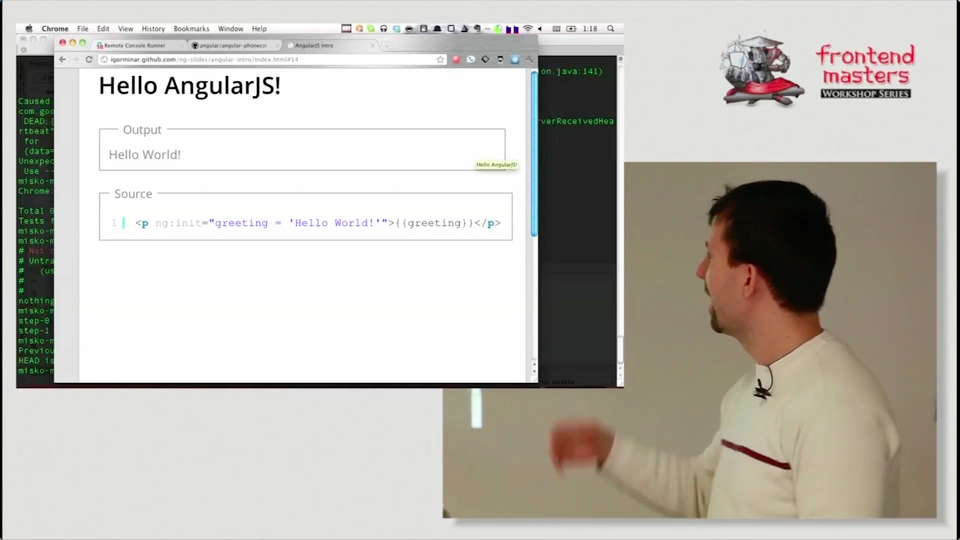 Chrome File Edit View History Bookmarks Window Help 1:18
Remote Console Runner angular/angular-phonecat AngularJS Intro
igorminar.github.com/ng-slides/angular-intro/index.html#14
on.java:141)
Hello AngularJS!
Caused
com.goo
DEAD:(
erverReceivedHea
rtbeat"
Output
for
{data=
Hello World!
Unexpec
Hello AngularJS!
Use --
Chrome:
Source
Total 0
Tests f
1 <p ng:init="greeting = 'Hello World!'">{{greeting}}</p>
misko-m
misko-m
# Not c
# Untra
# (us
#
#
nothing
misko-m
step-0
step-1
misko-m
Previou
HEAD is
misko-m
frontend
masters
WORKSHOP SERIES